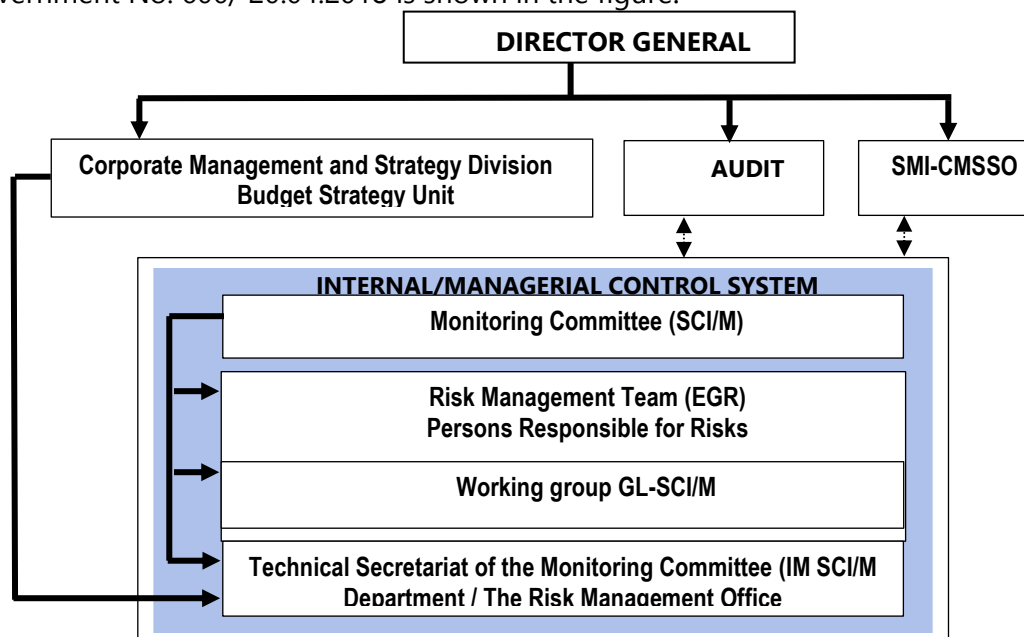 DIRECTOR GENERAL
Corporate Management and Strategy Division
Budget Strategy Unit
AUDIT
SMI-CMSSO
INTERNAL/MANAGERIAL CONTROL SYSTEM
Monitoring Committee (SCI/M)
Risk Management Team (EGR)
Persons Responsible for Risks
Working group GL-SCI/M
Technical Secretariat of the Monitoring Committee (IM SCI/M
Department / The Risk Management Office